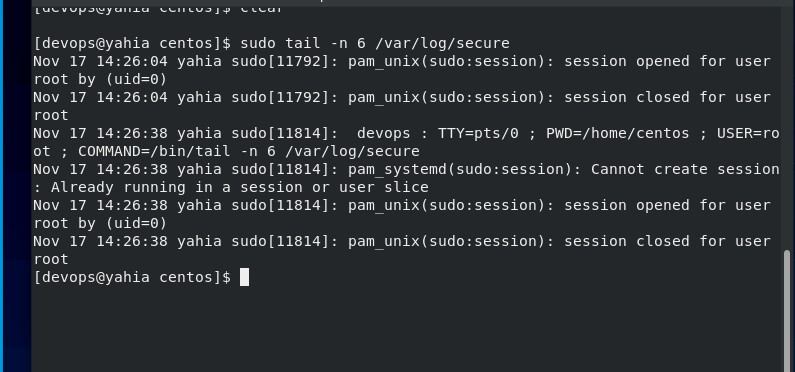 [devops@yahia centos]$ clear
[devops@yahia centos]$ sudo tail -n 6 /var/log/secure
Nov 17 14:26:04 yahia sudo[11792]: pam_unix(sudo:session): session opened for user
root by (uid=0)
Nov 17 14:26:04 yahia sudo[11792]: pam_unix(sudo:session): session closed for user
root
Nov 17 14:26:38 yahia sudo[11814]:  devops : TTY=pts/0 ; PWD=/home/centos ; USER=ro
ot ; COMMAND=/bin/tail -n 6 /var/log/secure
Nov 17 14:26:38 yahia sudo[11814]: pam_systemd(sudo:session): Cannot create session
: Already running in a session or user slice
Nov 17 14:26:38 yahia sudo[11814]: pam_unix(sudo:session): session opened for user
root by (uid=0)
Nov 17 14:26:38 yahia sudo[11814]: pam_unix(sudo:session): session closed for user
root
[devops@yahia centos]$